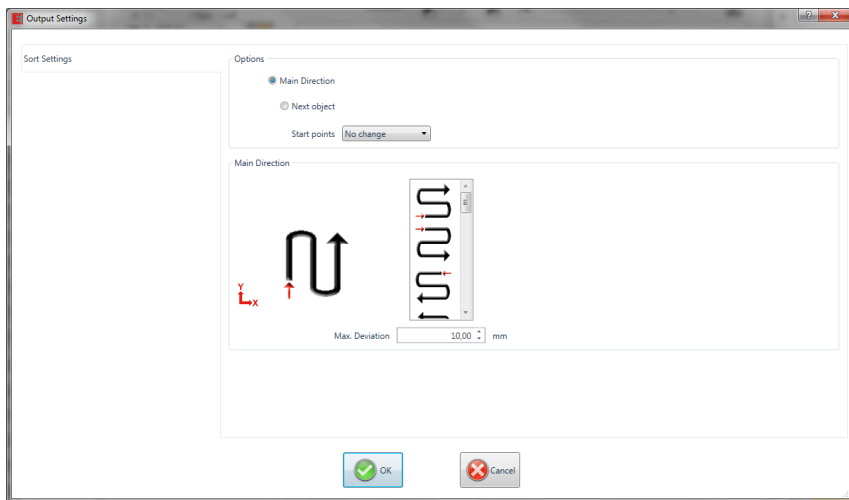 E Output Settings
Sort Settings
Options
Main Direction
Next object
Start points No change
Main Direction
Y
X
Max. Deviation 10,00 mm
OK
Cancel